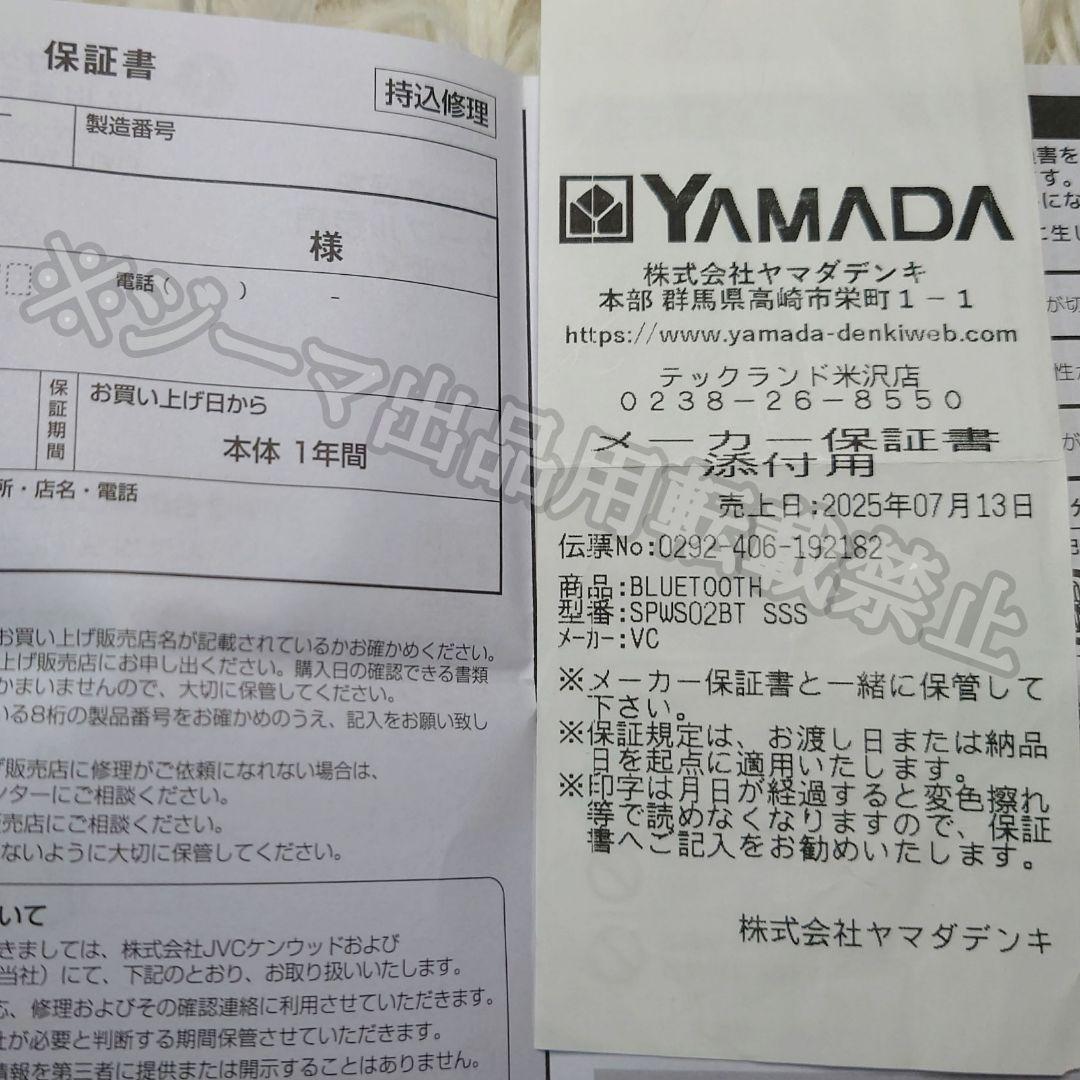 保証書
持込修理
製造番号
様
電話（　　　）　　－
保証期間
お買い上げ日から
本体 1年間
所・店名・電話
お買い上げ販売店名が記載されているかお確かめください。
上げ販売店にお申し出ください。購入日の確認できる書類
かまいませんので、大切に保管してください。
いる8桁の製品番号をお確かめのうえ、記入をお願い致し
販売店に修理がご依頼になれない場合は、
ンターにご相談ください。
売店にご相談ください。
ないように大切に保管してください。
いて
きましては、株式会社JVCケンウッドおよび
当社）にて、下記のとおり、お取り扱いいたします。
応、修理およびその確認連絡に利用させていただきます。
社が必要と判断する期間保管させていただきます。
情報を第三者に提供または開示することはありません。
YAMADA
株式会社ヤマダデンキ
本部 群馬県高崎市栄町１－１
https://www.yamada-denkiweb.com
テックランド米沢店
０２３８－２６－８５５０
メーカー保証書
添付用
売上日:2025年07月13日
伝票No:0292-406-192182
商品:BLUETOOTH
型番:SPWS02BT SSS
メーカー:VC
※メーカー保証書と一緒に保管して
下さい。
※保証規定は、お渡し日または納品
日を起点に適用いたします。
※印字は月日が経過すると変色擦れ
等で読めなくなりますので、保証
書へご記入をお勧めいたします。
株式会社ヤマダデンキ
書を
す。
にな
に生し
が切
性が
が
※ジーマ出品用転載禁止